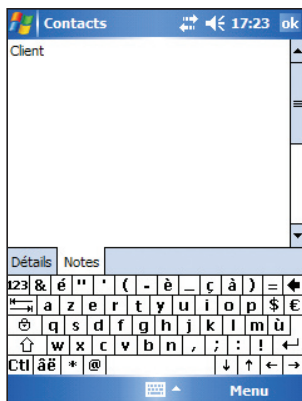 Contacts 17:23 ok
Client
Détails Notes
123 & é " ' ( - è _ ç à ) =
a z e r t y u i o p $ €
q s d f g h j k l m ù
w x c v b n , ; : !
Ctl âë * @
Menu